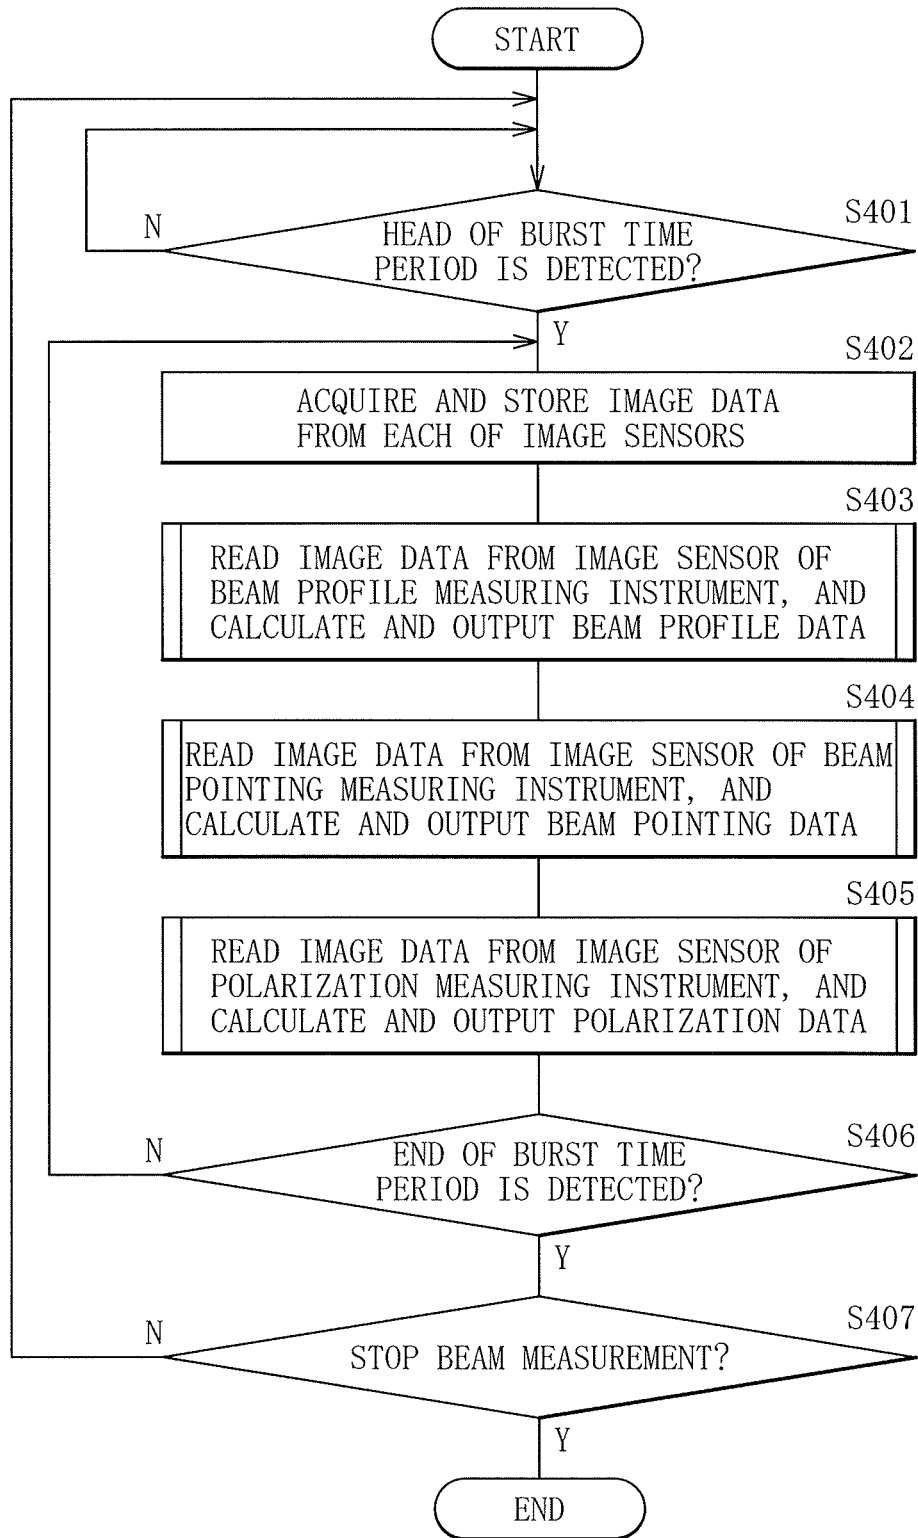 START
S401
N
HEAD OF BURST TIME
PERIOD IS DETECTED?
Y
S402
ACQUIRE AND STORE IMAGE DATA
FROM EACH OF IMAGE SENSORS
S403
READ IMAGE DATA FROM IMAGE SENSOR OF
BEAM PROFILE MEASURING INSTRUMENT, AND
CALCULATE AND OUTPUT BEAM PROFILE DATA
S404
READ IMAGE DATA FROM IMAGE SENSOR OF BEAM
POINTING MEASURING INSTRUMENT, AND
CALCULATE AND OUTPUT BEAM POINTING DATA
S405
READ IMAGE DATA FROM IMAGE SENSOR OF
POLARIZATION MEASURING INSTRUMENT, AND
CALCULATE AND OUTPUT POLARIZATION DATA
S406
N
END OF BURST TIME
PERIOD IS DETECTED?
Y
S407
N
STOP BEAM MEASUREMENT?
Y
END